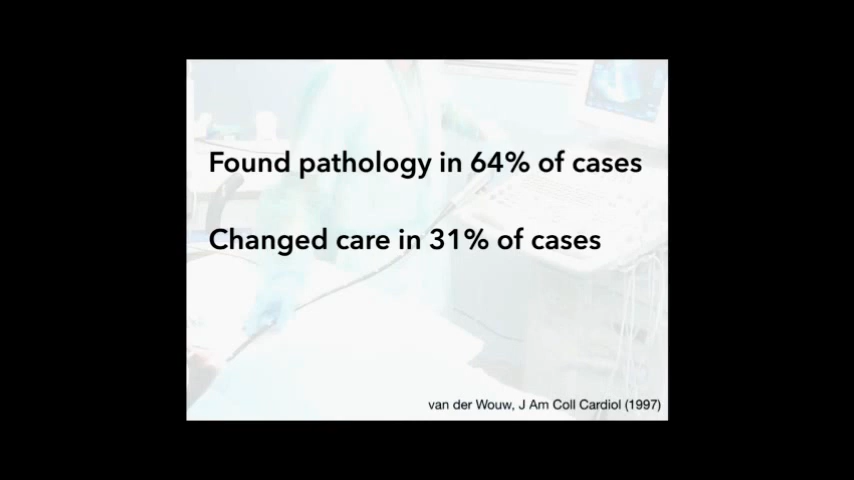 Found pathology in 64% of cases
Changed care in 31% of cases
van der Wouw, J Am Coll Cardiol (1997)